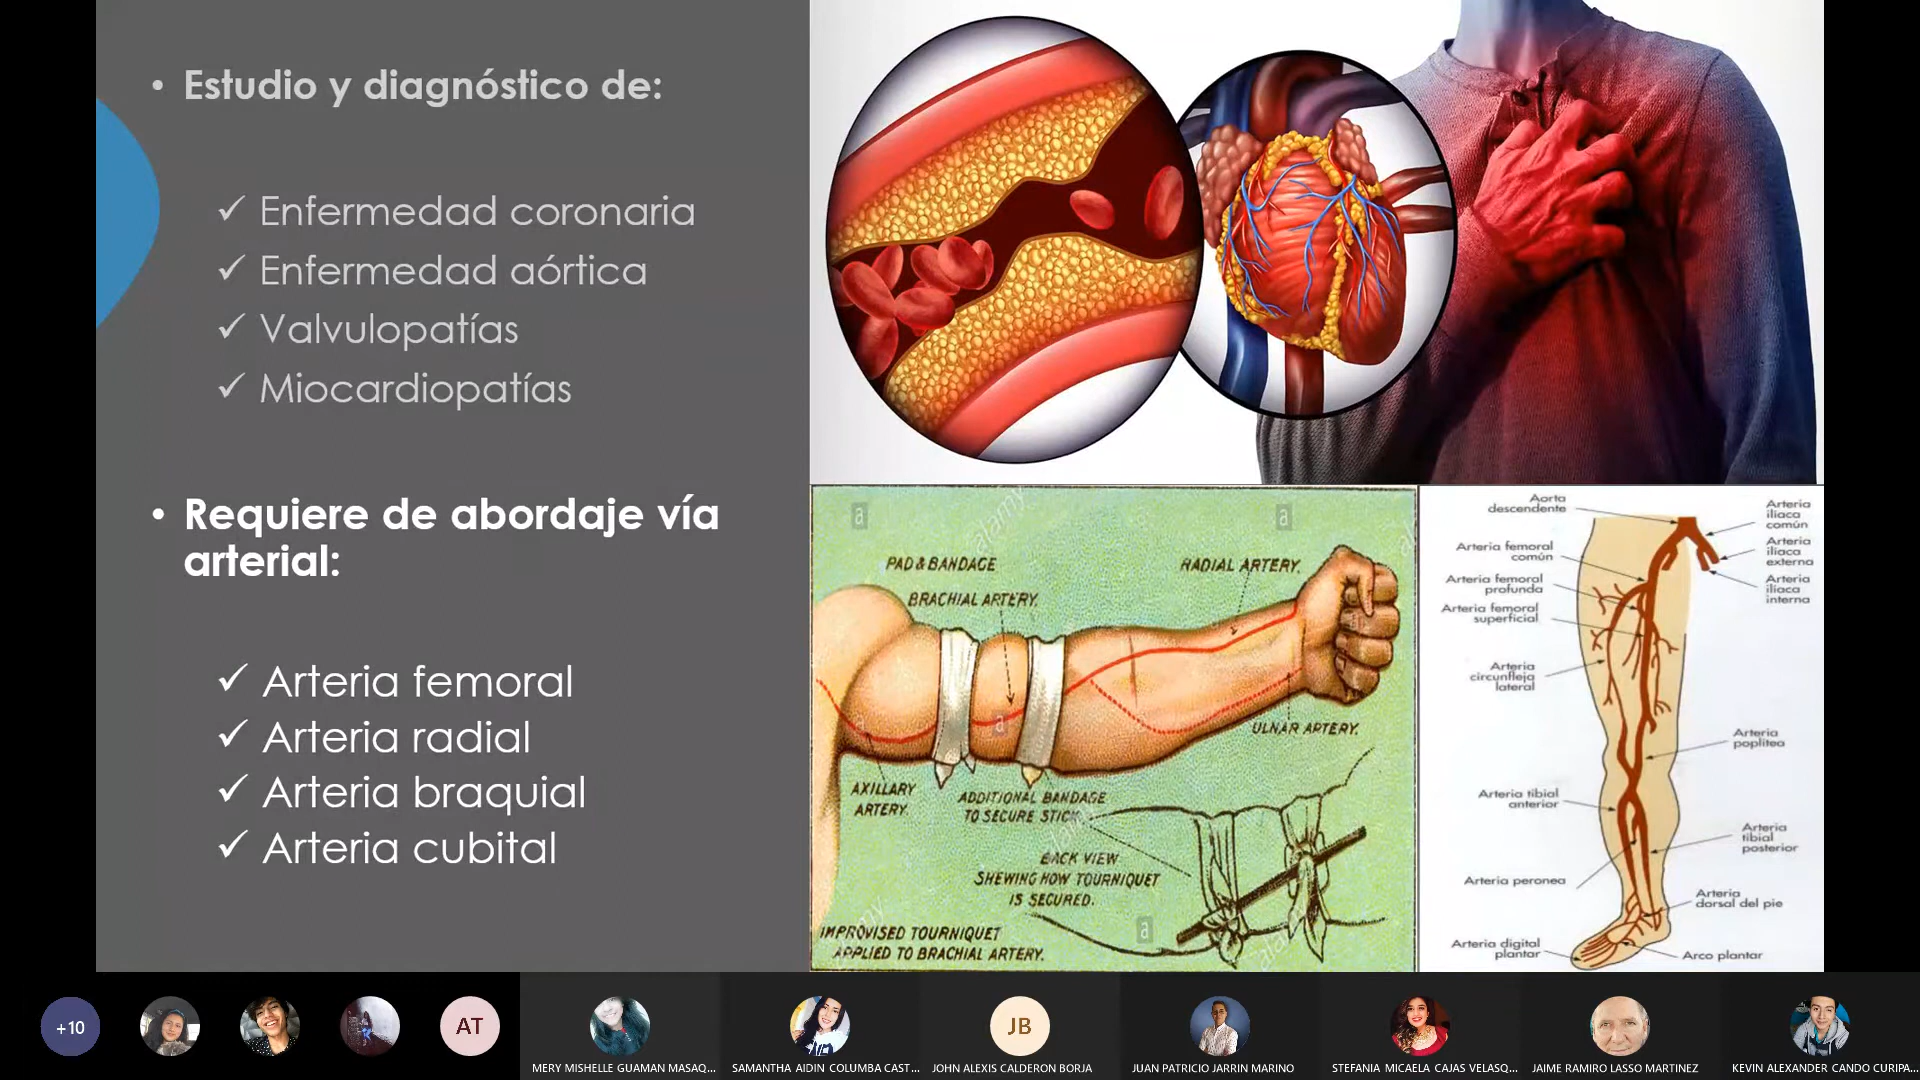 • Estudio y diagnóstico de:
✓ Enfermedad coronaria
✓ Enfermedad aórtica
✓ Valvulopatías
✓ Miocardiopatías
• Requiere de abordaje vía
arterial:
✓ Arteria femoral
✓ Arteria radial
✓ Arteria braquial
✓ Arteria cubital
PAD & BANDAGE
RADIAL ARTERY.
BRACHIAL ARTERY.
ULNAR ARTERY.
AXILLARY
ARTERY.
ADDITIONAL BANDAGE
TO SECURE STICK
BACK VIEW
SHEWING HOW TOURNIQUET
IS SECURED.
IMPROVISED TOURNIQUET
APPLIED TO BRACHIAL ARTERY.
a
a
a
a
a
alamy
alamy
Aorta
descendente
Arteria
iliaca
común
Arteria femoral
común
Arteria
iliaca
externa
Arteria femoral
profunda
Arteria
iliaca
interna
Arteria femoral
superficial
Arteria
circunfleja
lateral
Arteria
poplítea
Arteria tibial
anterior
Arteria
tibial
posterior
Arteria peronea
Arteria
dorsal del pie
Arteria digital
plantar
Arco plantar
+10
AT
JB
MERY MISHELLE GUAMAN MASAQ...
SAMANTHA AIDIN COLUMBA CAST...
JOHN ALEXIS CALDERON BORJA
JUAN PATRICIO JARRIN MARINO
STEFANIA MICAELA CAJAS VELASQ...
JAIME RAMIRO LASSO MARTINEZ
KEVIN ALEXANDER CANDO CURIPA...